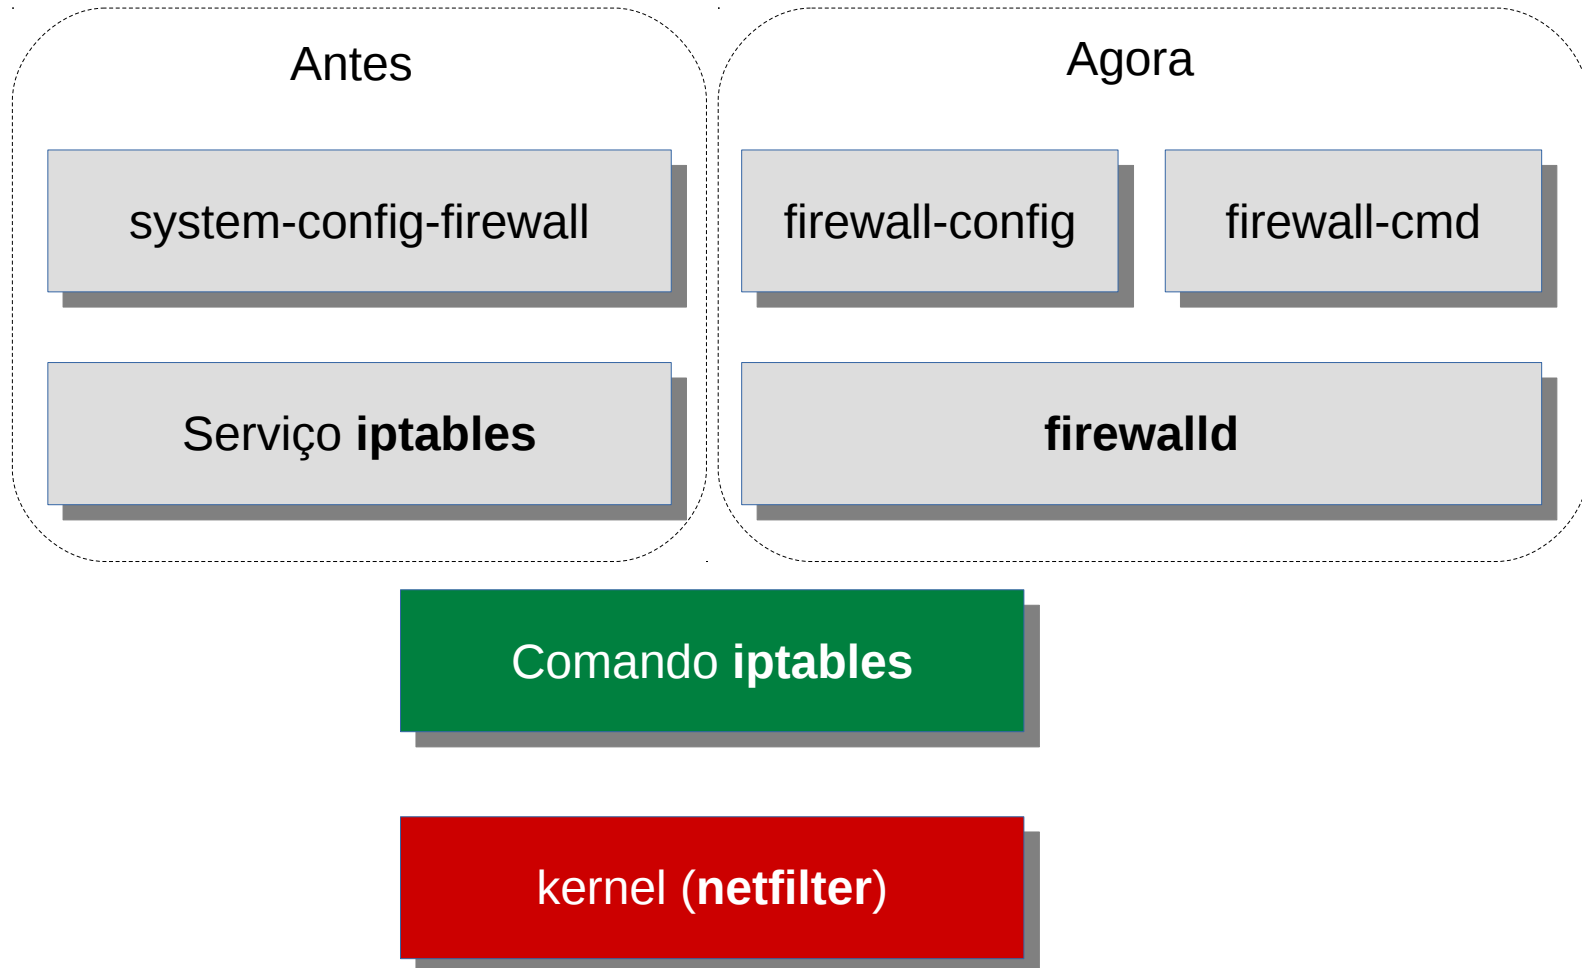 Antes
system-config-firewall
Serviço iptables
Agora
firewall-config
firewall-cmd
firewalld
Comando iptables
kernel (netfilter)